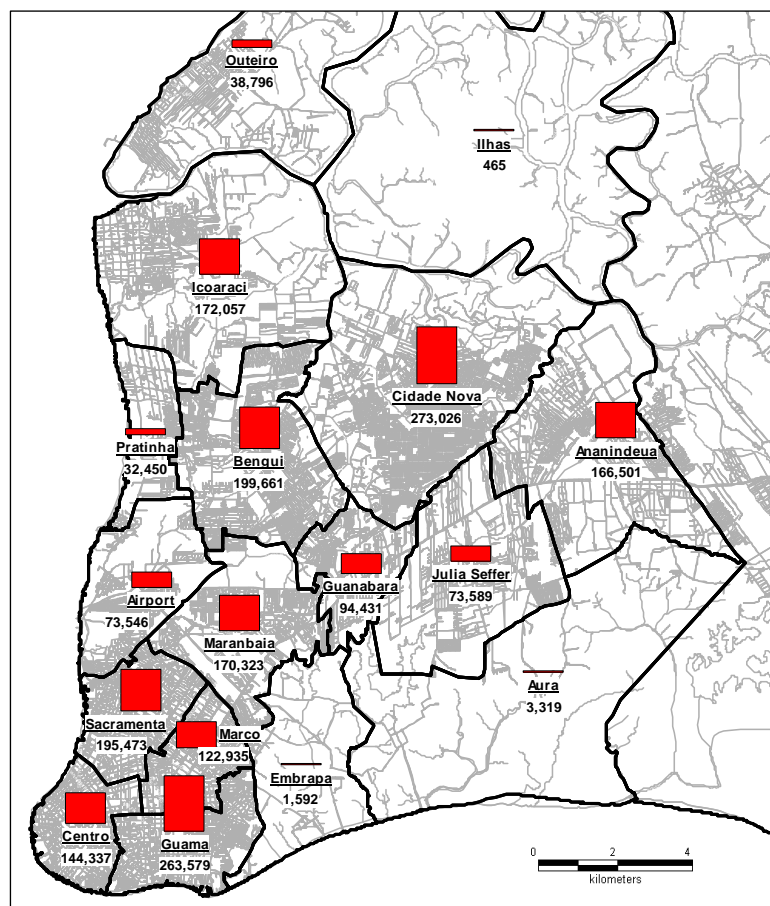 Outeiro
38,796
Ilhas
465
Icoaraci
172,057
Cidade Nova
273,026
Pratinha
32,450
Bengui
199,661
Ananindeua
166,501
Airport
73,546
Guanabara
94,431
Julia Seffer
73,589
Maranbaia
170,323
Aura
3,319
Sacramenta
195,473
Marco
122,935
Embrapa
1,592
Centro
144,337
Guama
263,579
0 2 4
kilometers